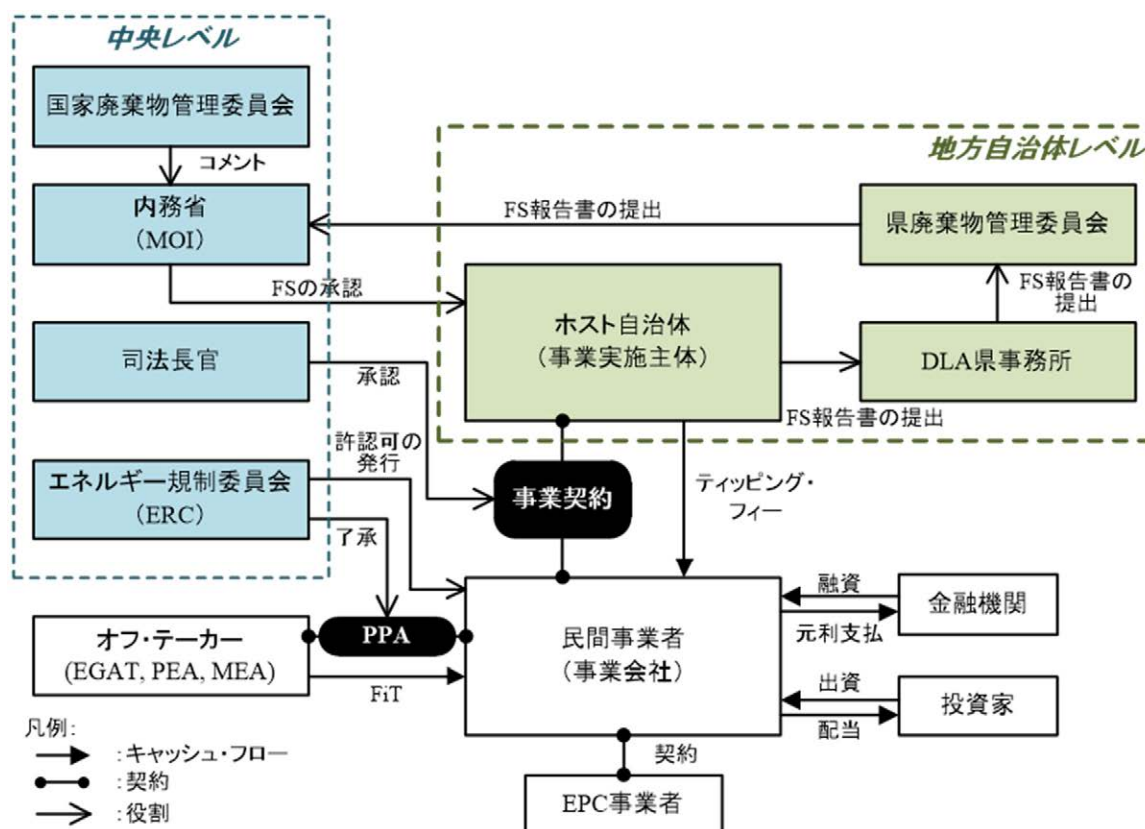 中央レベル
国家廃棄物管理委員会
コメント
内務省
(MOI)
FSの承認
司法長官
承認
許認可の
発行
エネルギー規制委員会
(ERC)
了承
地方自治体レベル
FS報告書の提出
県廃棄物管理委員会
FS報告書の
提出
ホスト自治体
(事業実施主体)
DLA県事務所
FS報告書の提出
事業契約
ティッピング・
フィー
オフ・テーカー
(EGAT, PEA, MEA)
PPA
FiT
民間事業者
(事業会社)
融資
元利支払
金融機関
出資
配当
投資家
契約
EPC事業者
凡例:
:キャッシュ・フロー
:契約
:役割